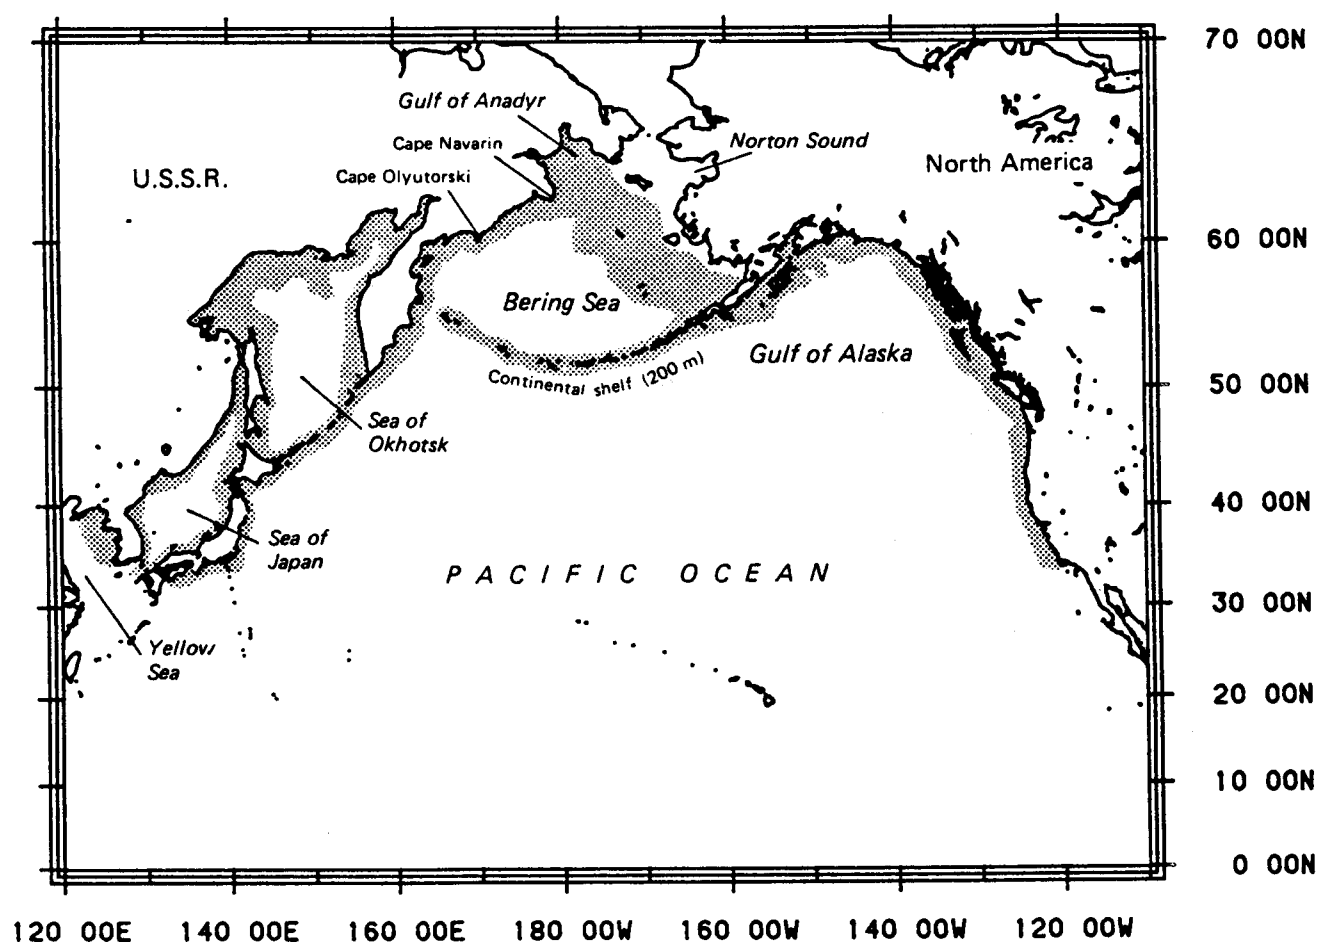 70 00N
Gulf of Anadyr
Cape Navarin
Norton Sound
North America
U.S.S.R.
Cape Olyutorski
60 00N
Bering Sea
Gulf of Alaska
Continental shelf (200 m)
50 00N
Sea of
Okhotsk
40 00N
Sea of
Japan
PACIFIC OCEAN
30 00N
Yellow
Sea
20 00N
10 00N
0 00N
120 00E 140 00E 160 00E 180 00W 160 00W 140 00W 120 00W